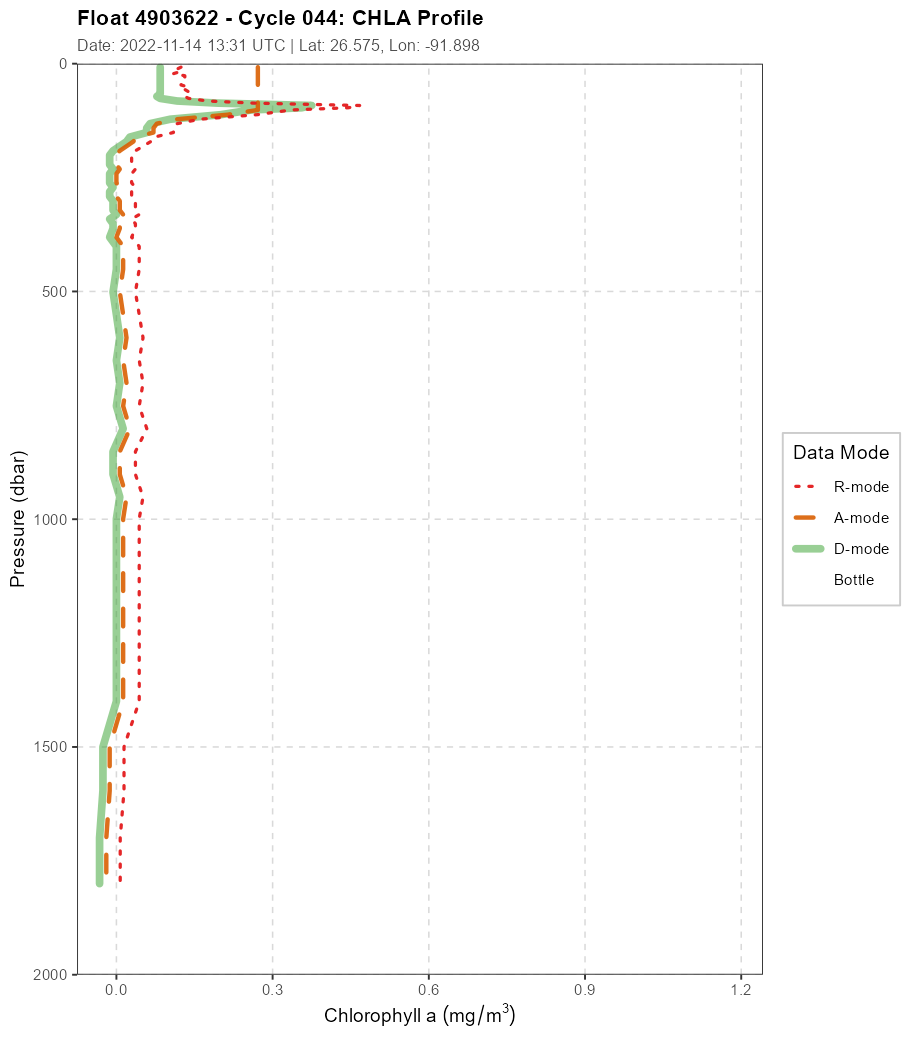 Float 4903622 - Cycle 044: CHLA Profile
Date: 2022-11-14 13:31 UTC | Lat: 26.575, Lon: -91.898
0
500
1000
1500
2000
Pressure (dbar)
0.0
0.3
0.6
0.9
1.2
Chlorophyll a (mg/m³)
Data Mode
R-mode
A-mode
D-mode
Bottle